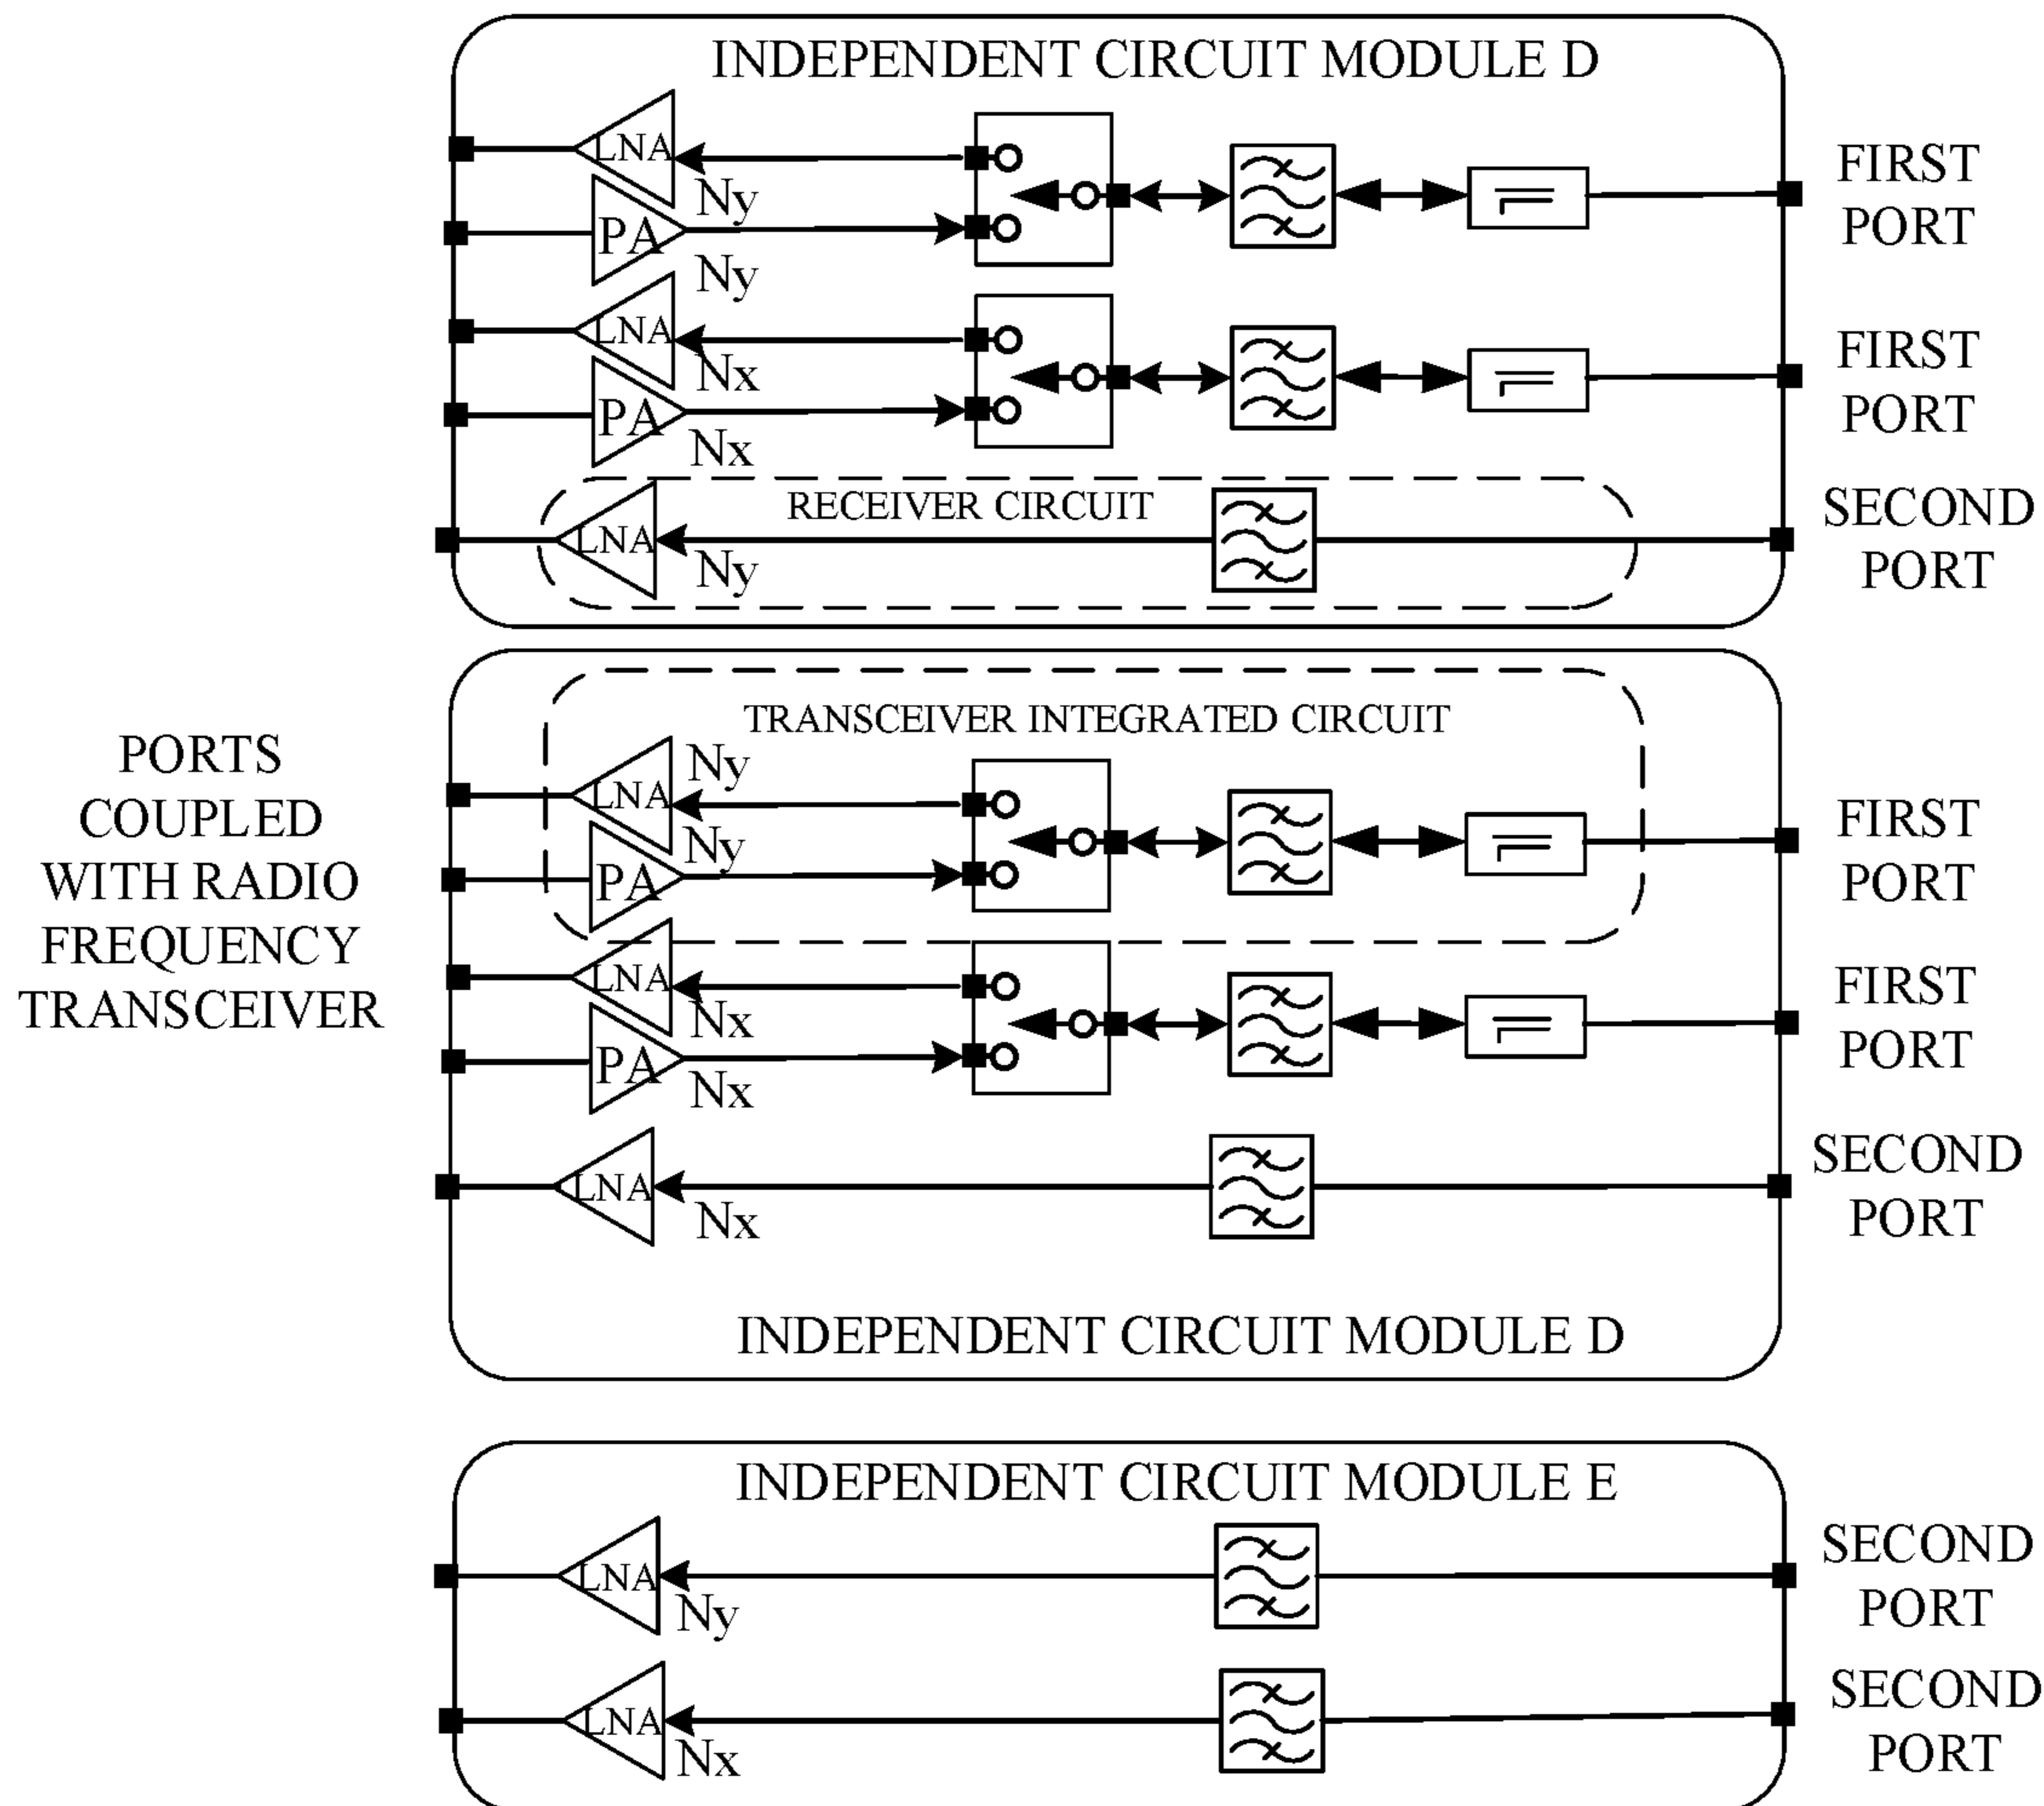 INDEPENDENT CIRCUIT MODULE D
LNA
Ny
PA
Ny
FIRST
PORT
LNA
Nx
PA
Nx
FIRST
PORT
RECEIVER CIRCUIT
LNA
Ny
SECOND
PORT
PORTS
COUPLED
WITH RADIO
FREQUENCY
TRANSCEIVER
TRANSCEIVER INTEGRATED CIRCUIT
Ny
LNA
Ny
PA
FIRST
PORT
LNA
Nx
PA
Nx
FIRST
PORT
LNA
Nx
SECOND
PORT
INDEPENDENT CIRCUIT MODULE D
INDEPENDENT CIRCUIT MODULE E
LNA
Ny
SECOND
PORT
LNA
Nx
SECOND
PORT